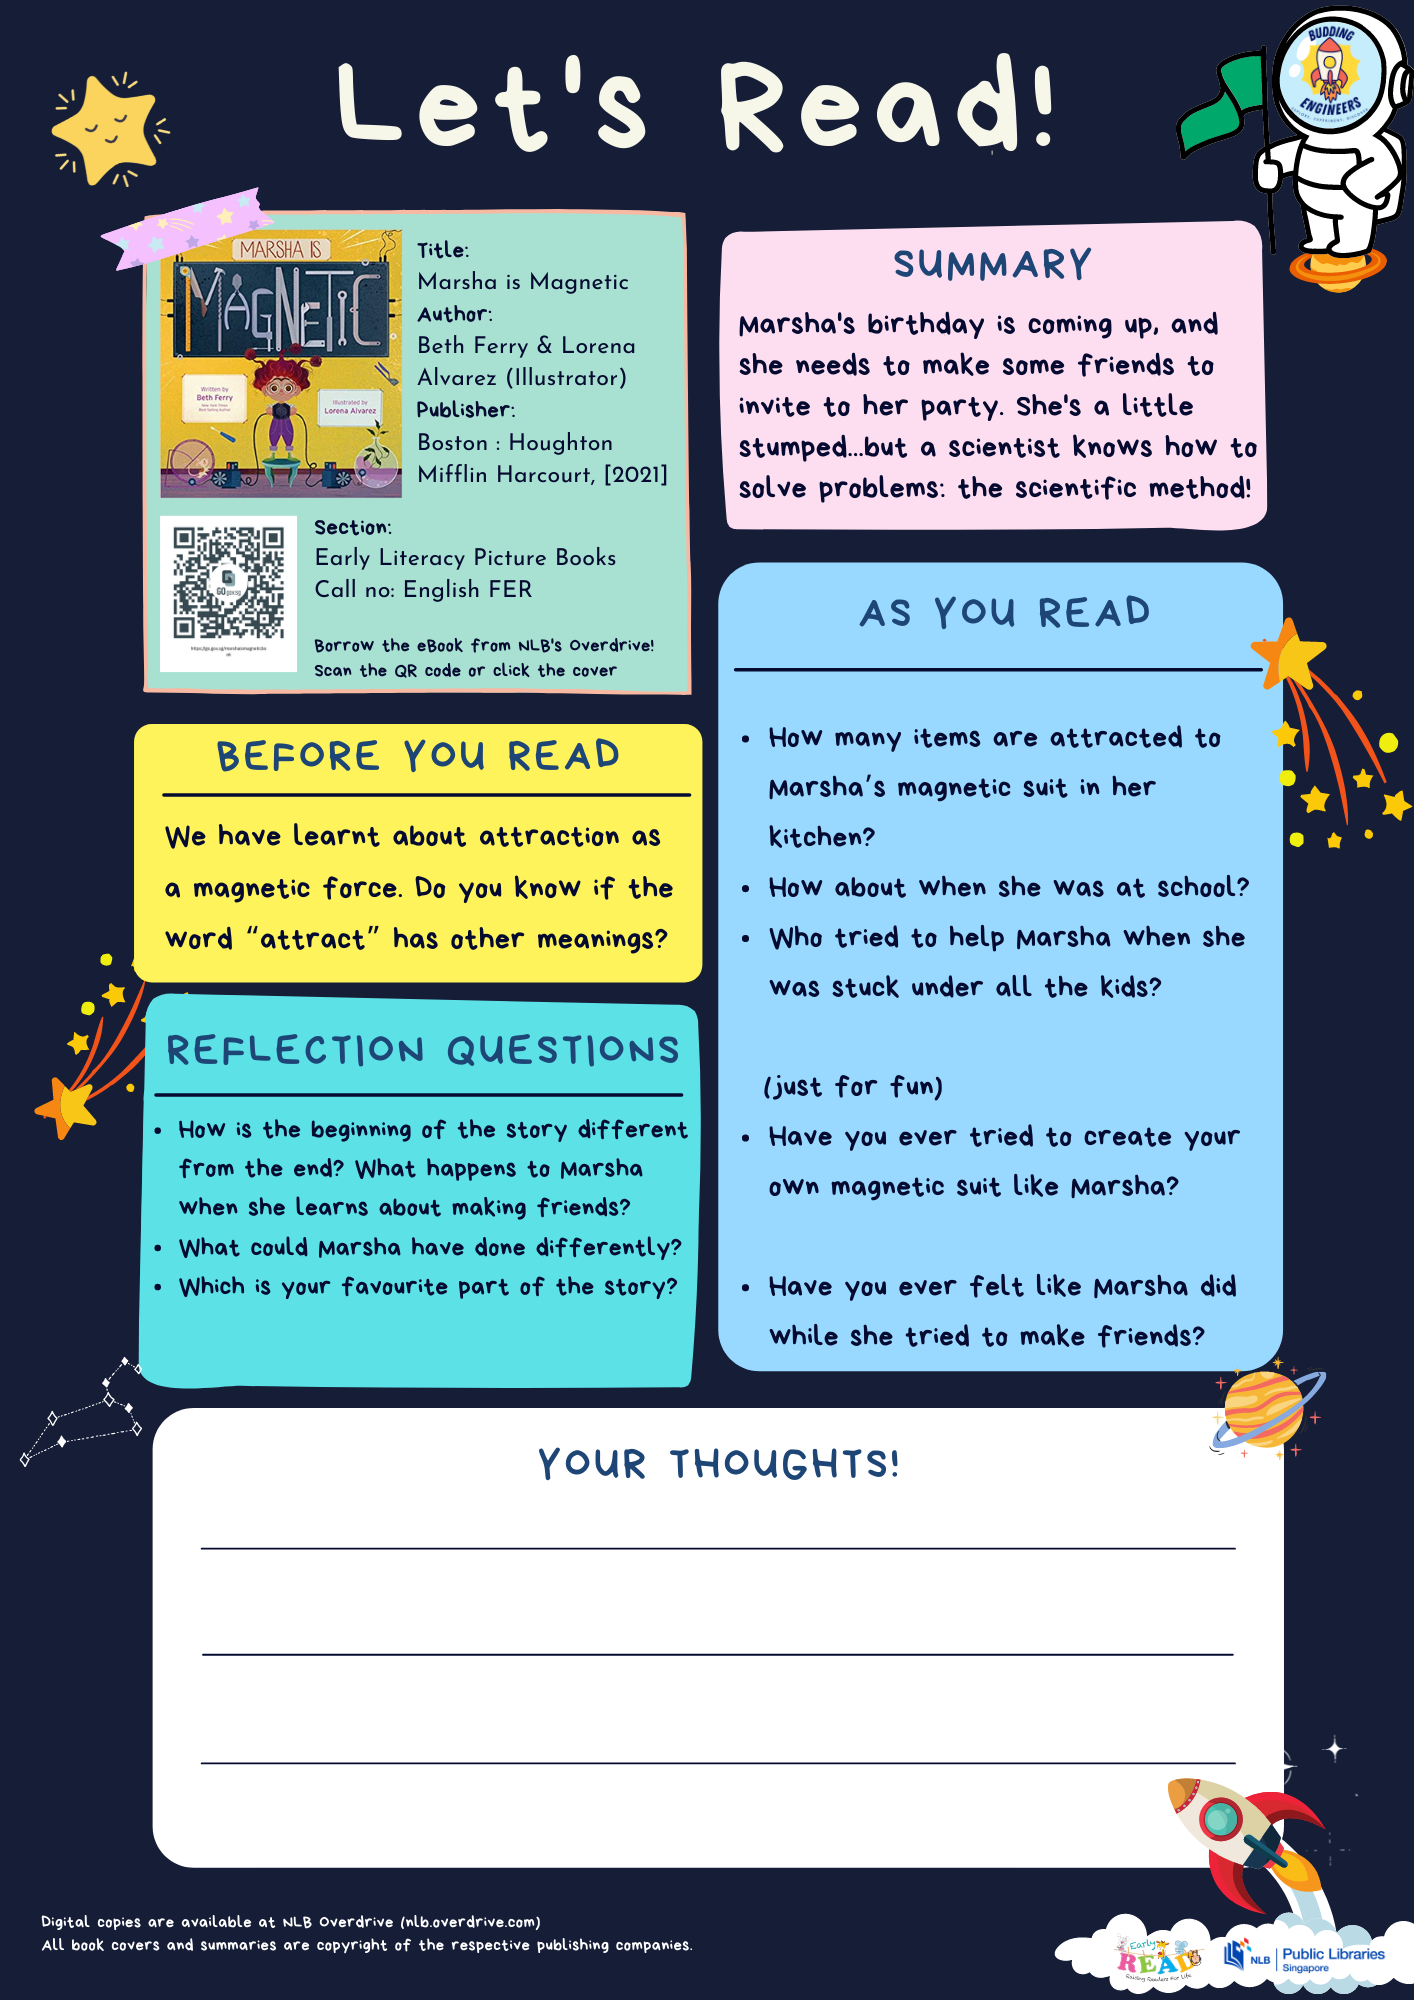 Let's Read!
BUDDING
ENGINEERS
MARSHA IS
MAGNETIC
Written by
Beth Ferry
New York Times
Best Selling Author
Illustrated by
Lorena Alvarez
Title:
Marsha is Magnetic
Author:
Beth Ferry & Lorena
Alvarez (Illustrator)
Publisher:
Boston : Houghton
Mifflin Harcourt, [2021]
GO gov.sg
Section:
Early Literacy Picture Books
Call no: English FER
Borrow the eBook from NLB's Overdrive!
Scan the QR code or click the cover
SUMMARY
Marsha's birthday is coming up, and
she needs to make some friends to
invite to her party. She's a little
stumped...but a scientist knows how to
solve problems: the scientific method!
BEFORE YOU READ
We have learnt about attraction as
a magnetic force. Do you know if the
word “attract” has other meanings?
REFLECTION QUESTIONS
• How is the beginning of the story different
from the end? What happens to Marsha
when she learns about making friends?
• What could Marsha have done differently?
• Which is your favourite part of the story?
AS YOU READ
• How many items are attracted to
Marsha’s magnetic suit in her
kitchen?
• How about when she was at school?
• Who tried to help Marsha when she
was stuck under all the kids?
(just for fun)
• Have you ever tried to create your
own magnetic suit like Marsha?
• Have you ever felt like Marsha did
while she tried to make friends?
YOUR THOUGHTS!
Digital copies are available at NLB Overdrive (nlb.overdrive.com)
All book covers and summaries are copyright of the respective publishing companies.
Early
READ
Raising Readers For Life
NLB
Public Libraries
Singapore